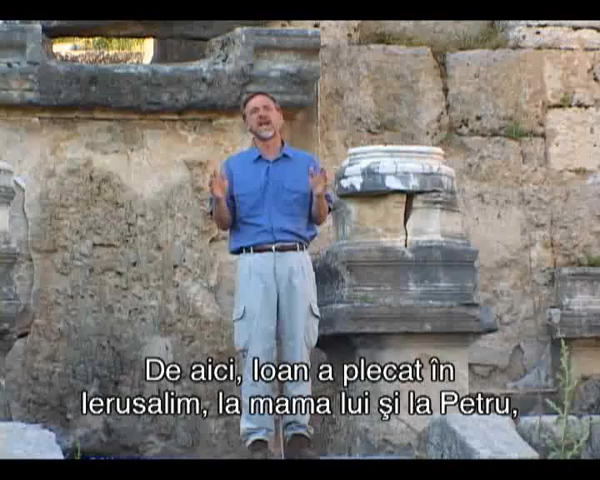 De aici, Ioan a plecat în
Ierusalim, la mama lui şi la Petru,